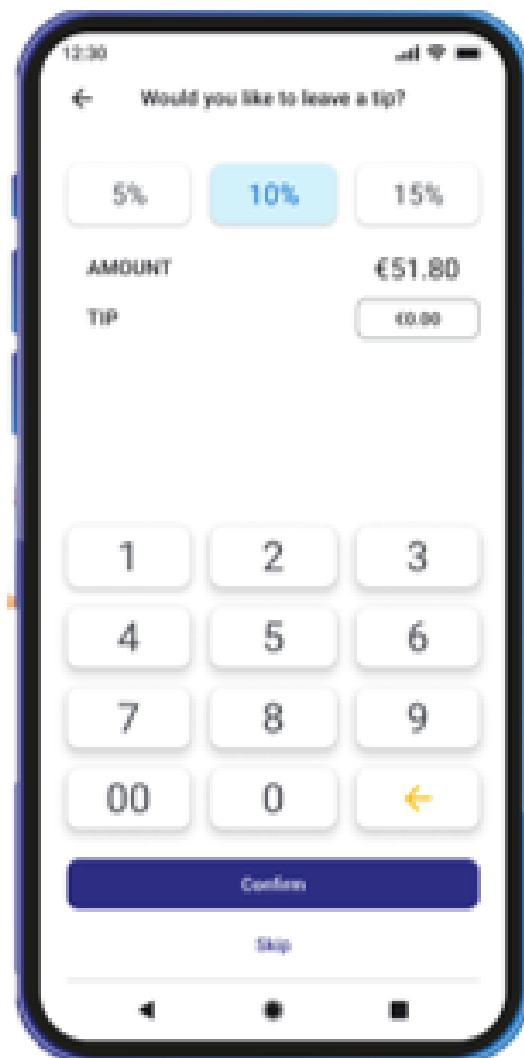 12:30
Would you like to leave a tip?
5% 10% 15%
AMOUNT €51.80
TIP €0.00
1 2 3
4 5 6
7 8 9
00 0
Confirm
Skip